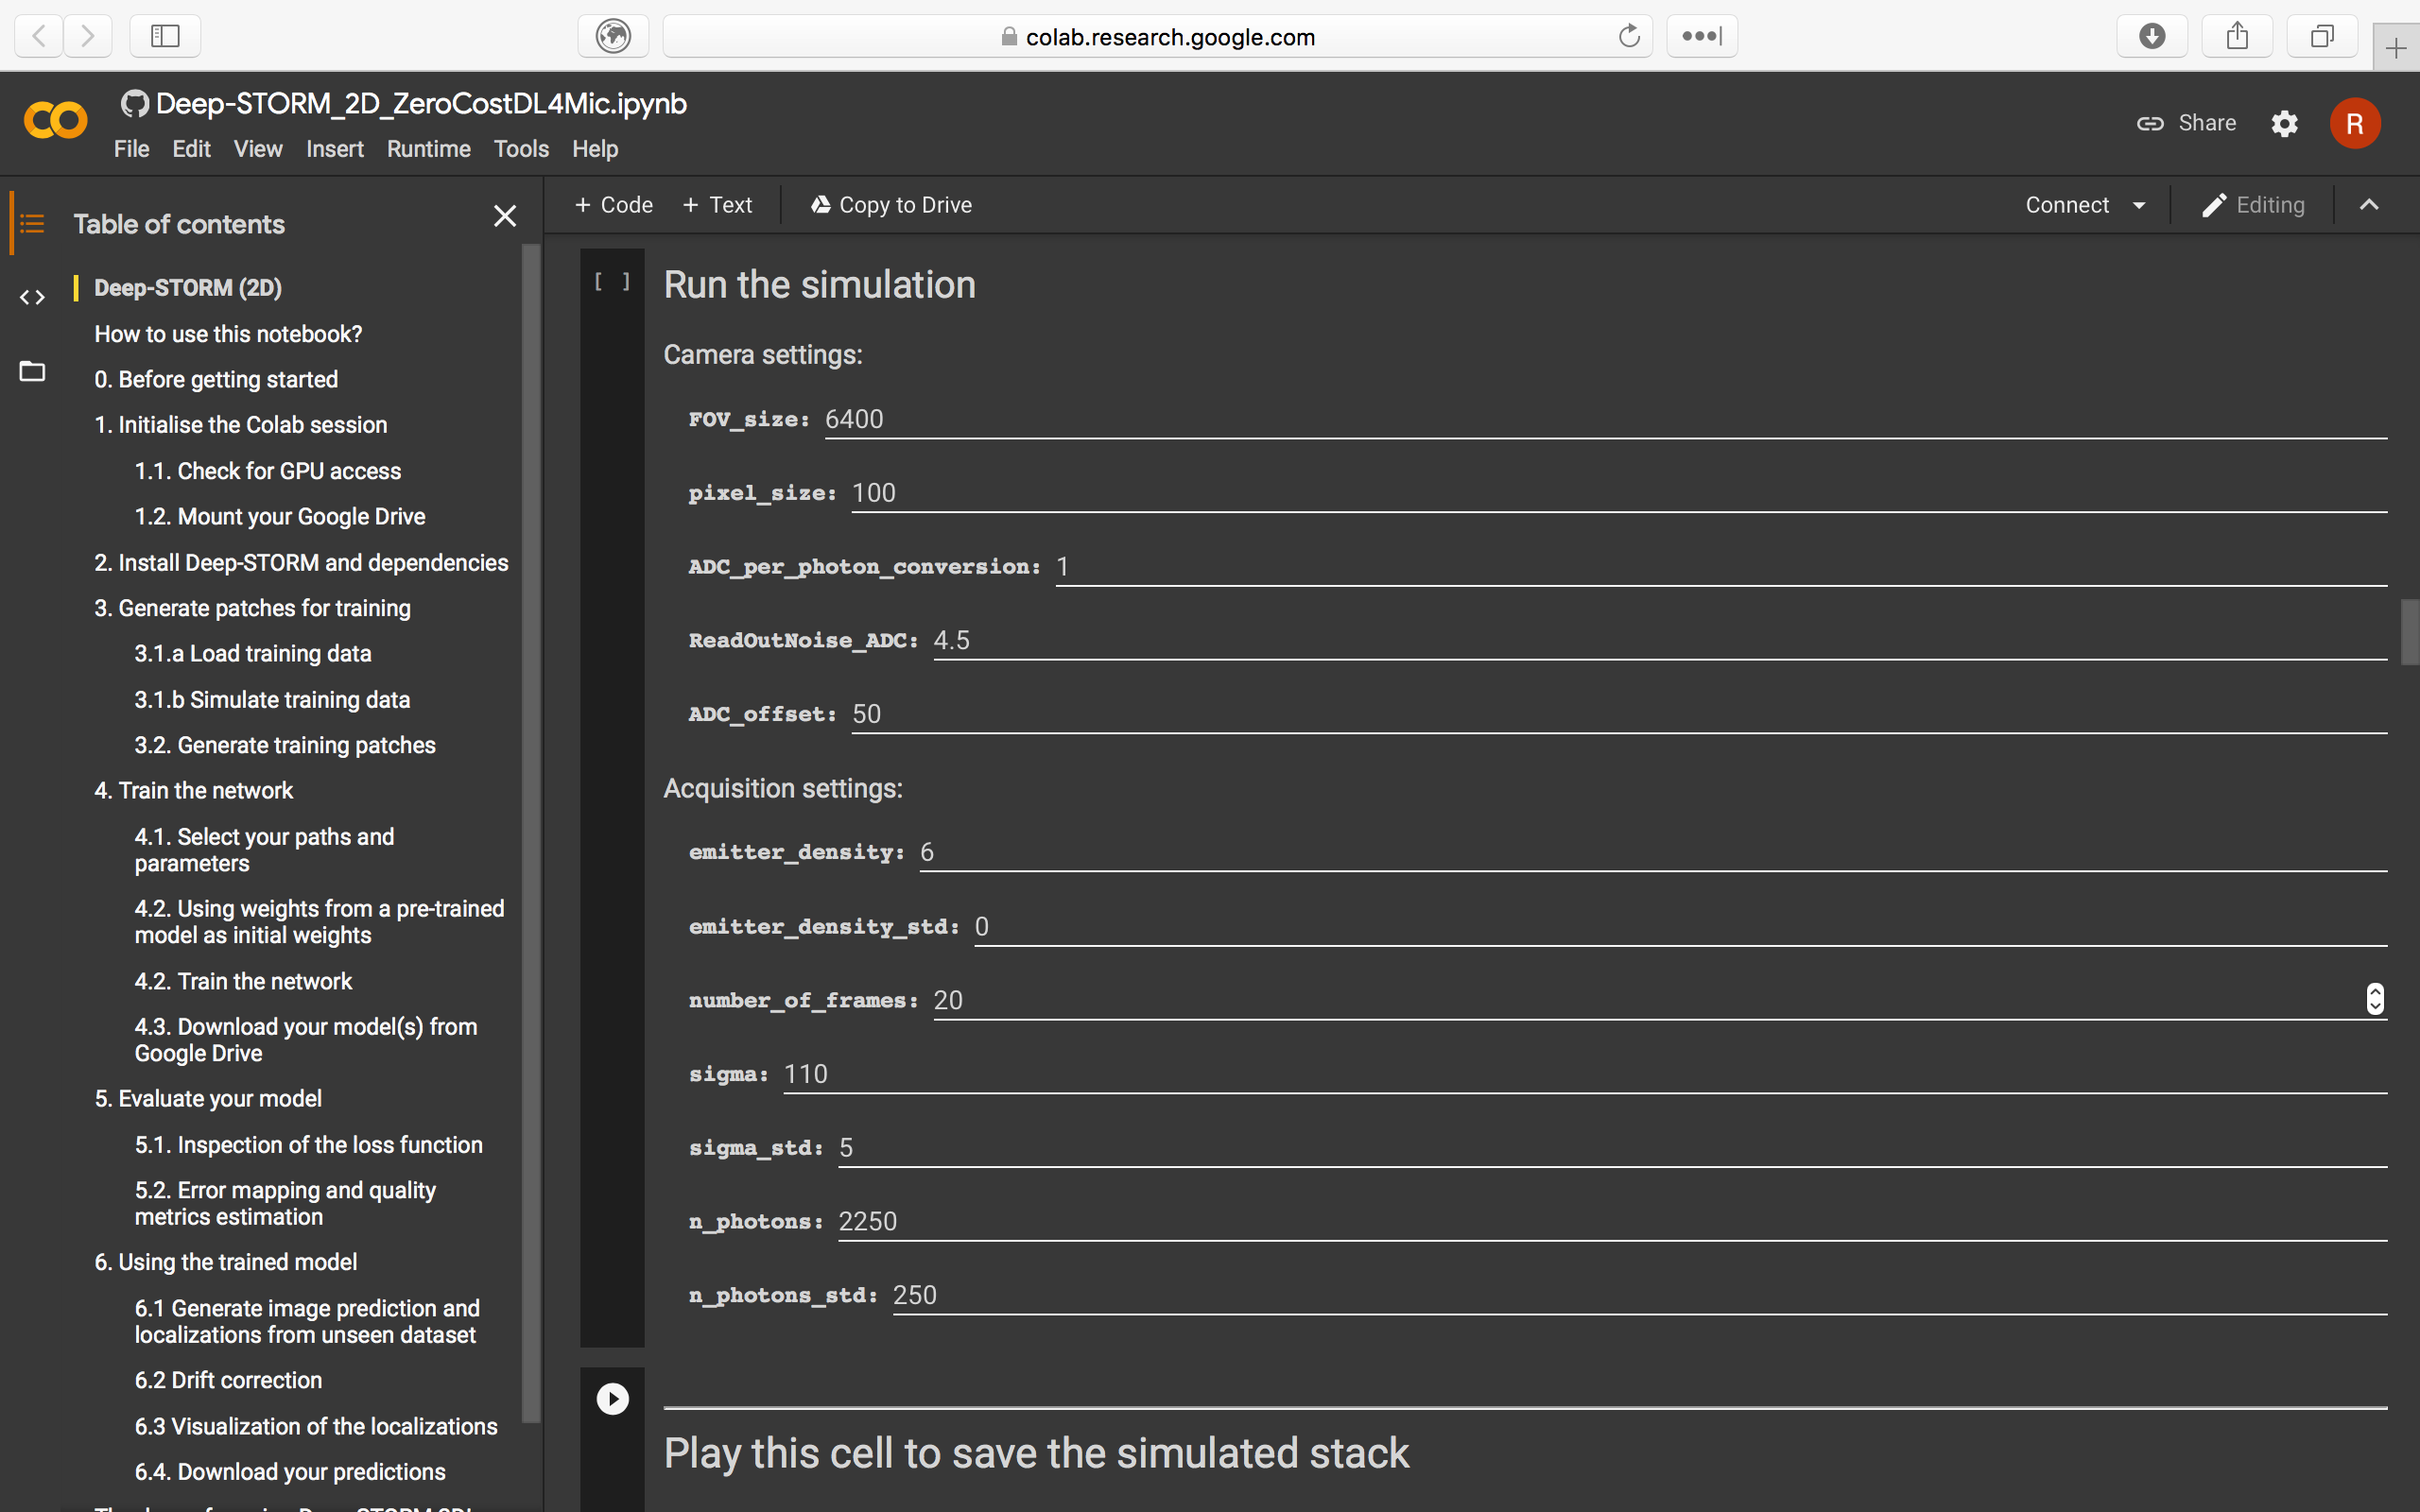 colab.research.google.com
Deep-STORM_2D_ZeroCostDL4Mic.ipynb
File Edit View Insert Runtime Tools Help
Share
R
Table of contents
Deep-STORM (2D)
How to use this notebook?
0. Before getting started
1. Initialise the Colab session
1.1. Check for GPU access
1.2. Mount your Google Drive
2. Install Deep-STORM and dependencies
3. Generate patches for training
3.1.a Load training data
3.1.b Simulate training data
3.2. Generate training patches
4. Train the network
4.1. Select your paths and
parameters
4.2. Using weights from a pre-trained
model as initial weights
4.2. Train the network
4.3. Download your model(s) from
Google Drive
5. Evaluate your model
5.1. Inspection of the loss function
5.2. Error mapping and quality
metrics estimation
6. Using the trained model
6.1 Generate image prediction and
localizations from unseen dataset
6.2 Drift correction
6.3 Visualization of the localizations
6.4. Download your predictions
+ Code + Text Copy to Drive
Connect Editing
[ ] Run the simulation
Camera settings:
FOV_size: 6400
pixel_size: 100
ADC_per_photon_conversion: 1
ReadOutNoise_ADC: 4.5
ADC_offset: 50
Acquisition settings:
emitter_density: 6
emitter_density_std: 0
number_of_frames: 20
sigma: 110
sigma_std: 5
n_photons: 2250
n_photons_std: 250
Play this cell to save the simulated stack